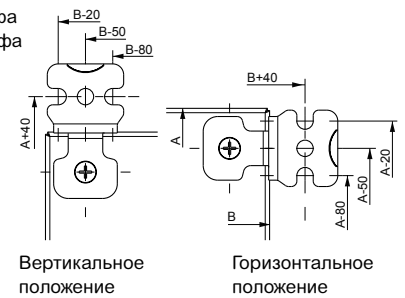 B-20
B-50
B-80
A+40
B+40
A
B
A-20
A-50
A-80
Вертикальное
положение
Горизонтальное
положение